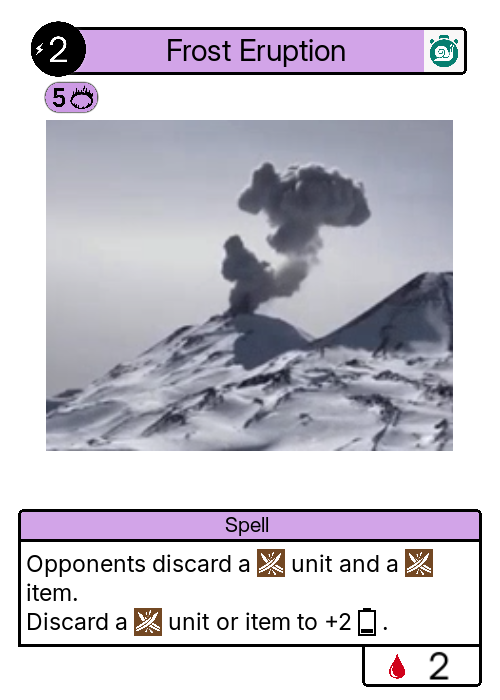 2
Frost Eruption
5
Spell
Opponents discard a unit and a
item.
Discard a unit or item to +2 .
2